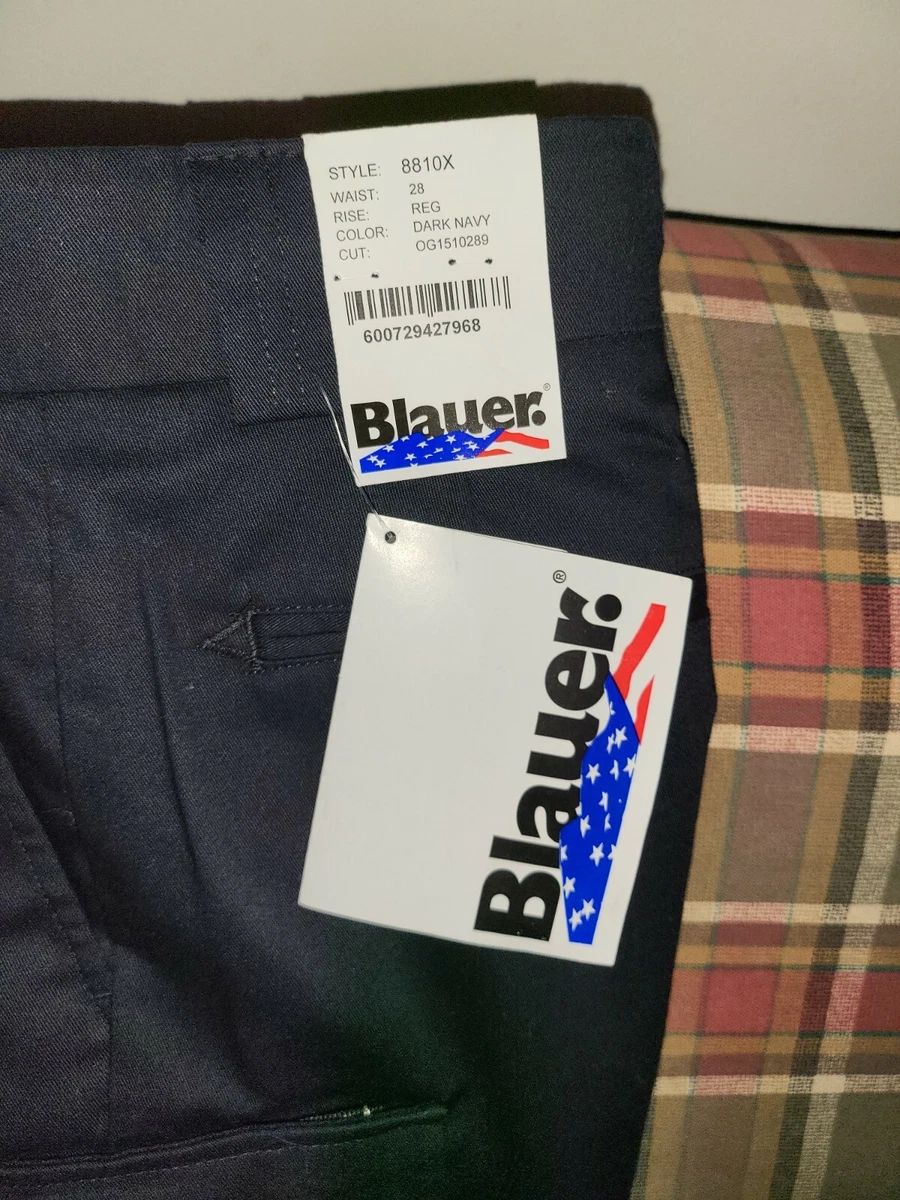 STYLE: 8810X
WAIST: 28
RISE: REG
COLOR: DARK NAVY
CUT: OG1510289
600729427968
Blauer.®
Blauer.®